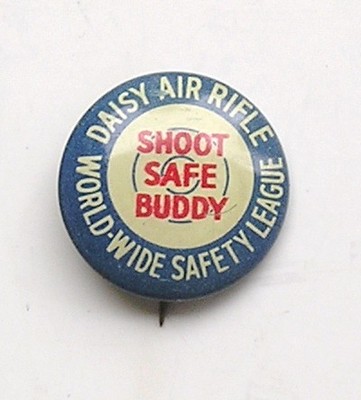 DAISY AIR RIFLE
SHOOT
SAFE
BUDDY
WORLD-WIDE SAFETY LEAGUE